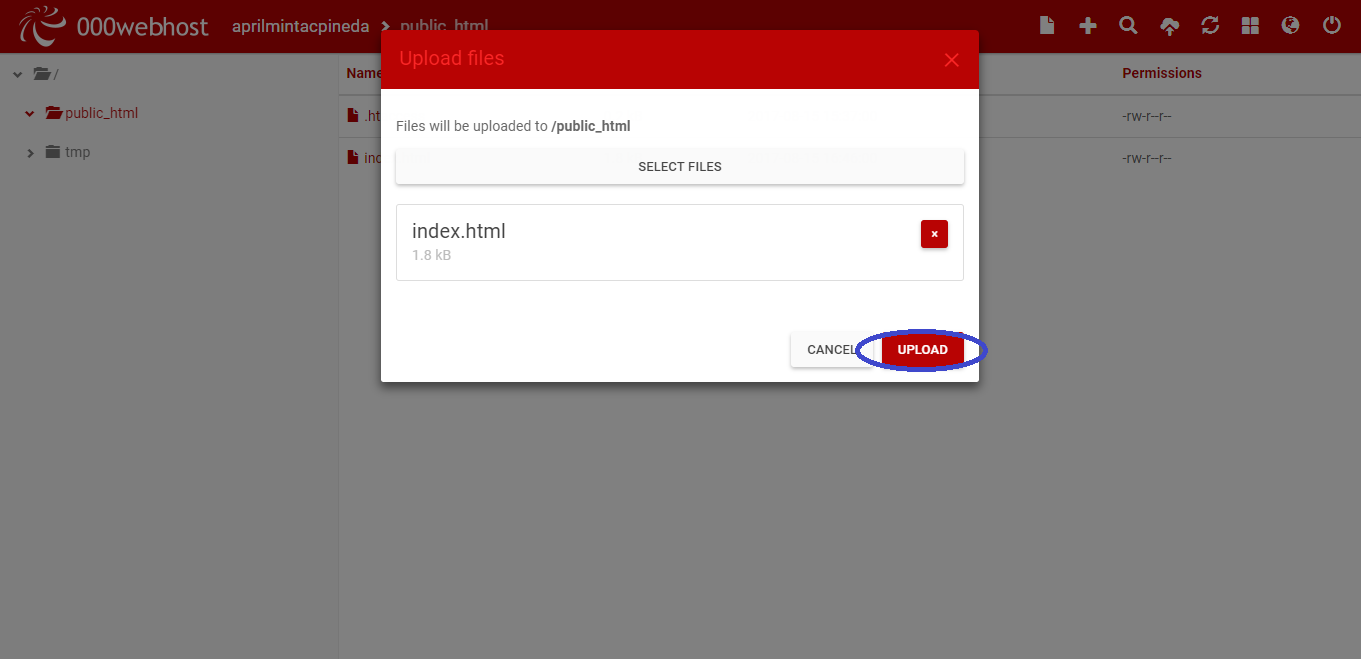 000webhost aprilmintacpineda > public_html
Upload files
/
Name
Permissions
public_html
.ht
-rw-r--r--
Files will be uploaded to /public_html
tmp
ind
-rw-r--r--
SELECT FILES
index.html
1.8 kB
CANCEL
UPLOAD